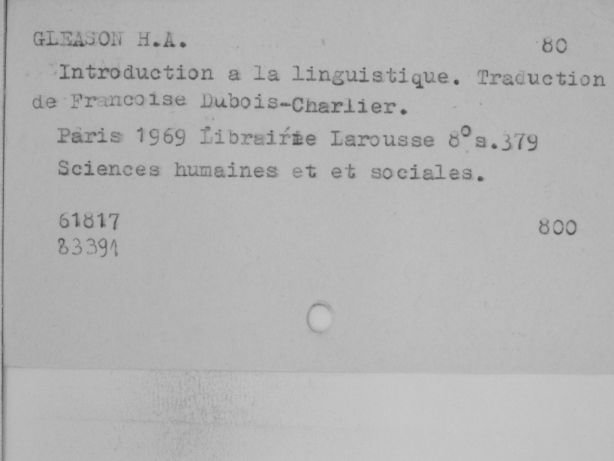 GLEASON H.A. 80
Introduction a la linguistique. Traduction
de Francoise Dubois-Charlier.
Paris 1969 Librairie Larousse 8° s.379
Sciences humaines et et sociales.
61817 800
83391